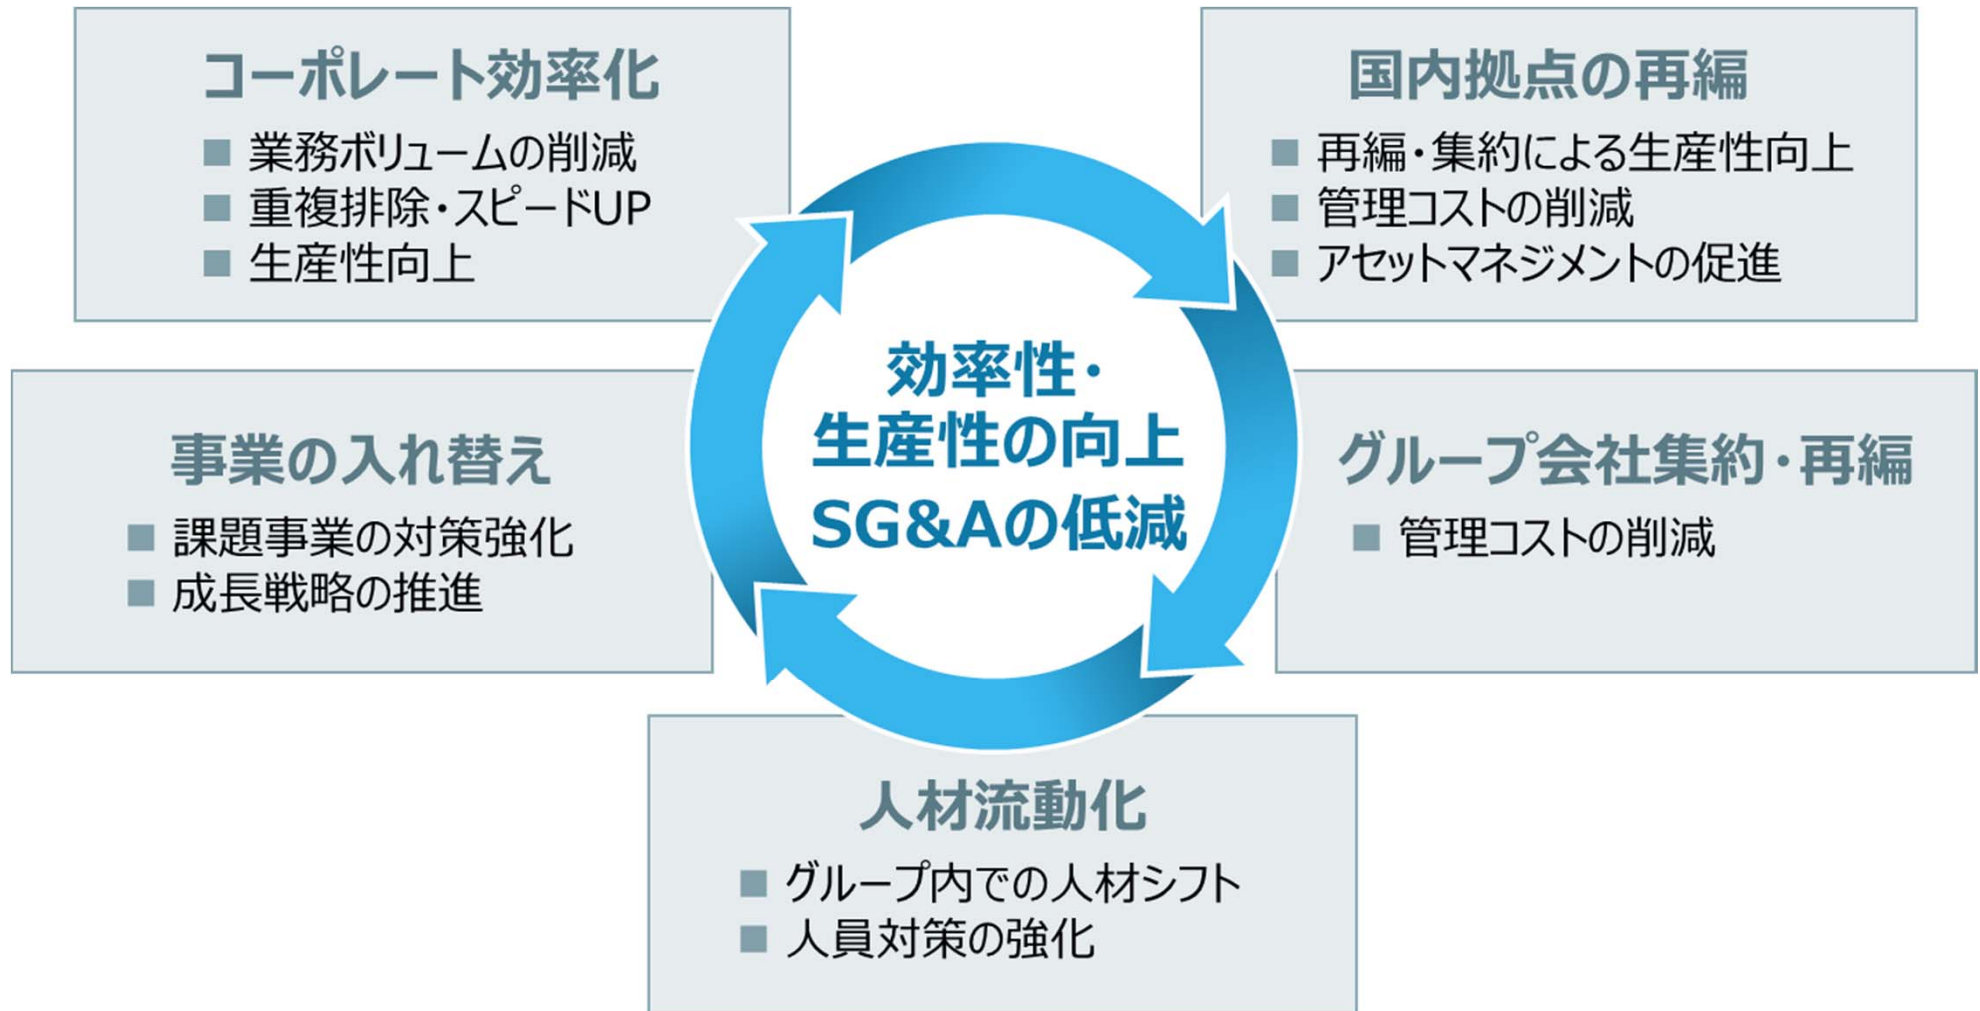 コーポレート効率化
■ 業務ボリュームの削減
■ 重複排除・スピードUP
■ 生産性向上
国内拠点の再編
■ 再編・集約による生産性向上
■ 管理コストの削減
■ アセットマネジメントの促進
効率性・
生産性の向上
SG&Aの低減
事業の入れ替え
■ 課題事業の対策強化
■ 成長戦略の推進
グループ会社集約・再編
■ 管理コストの削減
人材流動化
■ グループ内での人材シフト
■ 人員対策の強化